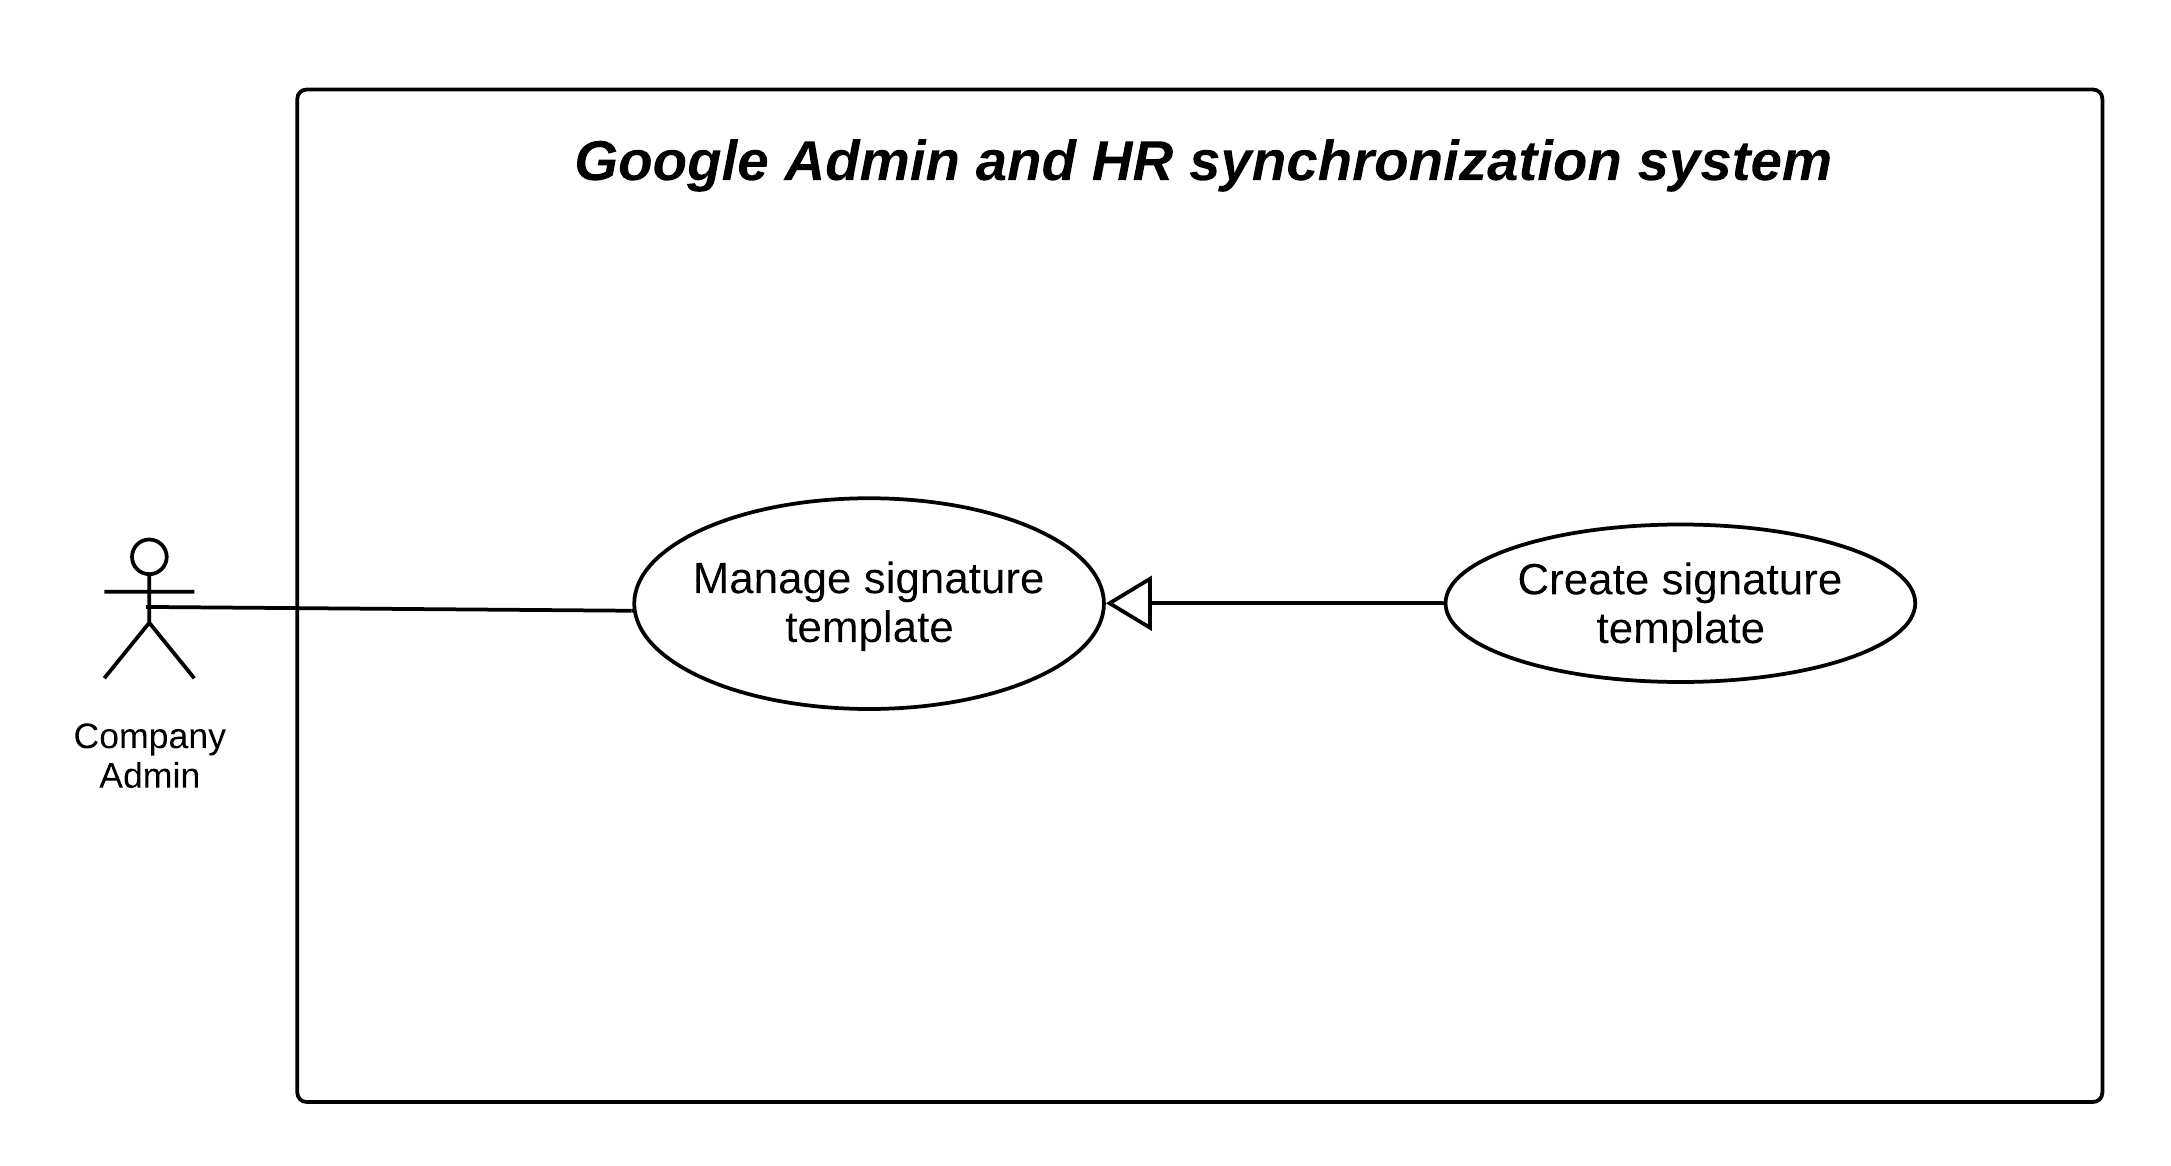 Google Admin and HR synchronization system
Manage signature
template
Create signature
template
Company
Admin